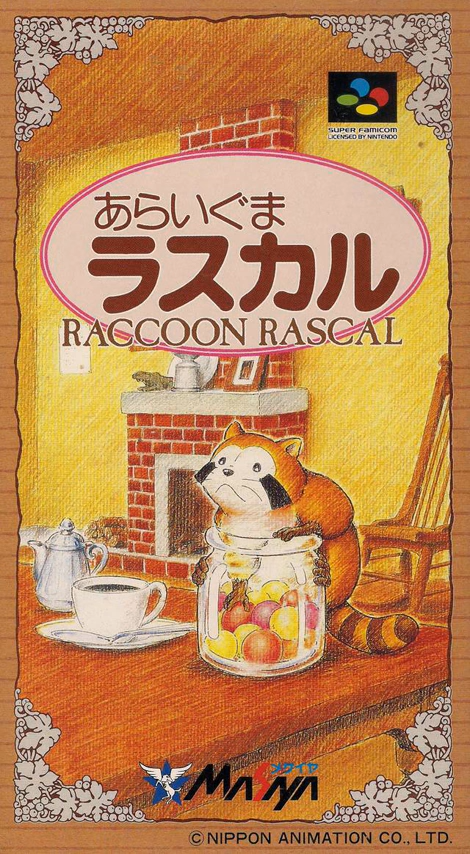 SUPER FAMICOM
LICENSED BY NINTENDO
あらいぐま
ラスカル
RACCOON RASCAL
メサイヤ
MASAYA
© NIPPON ANIMATION CO., LTD.